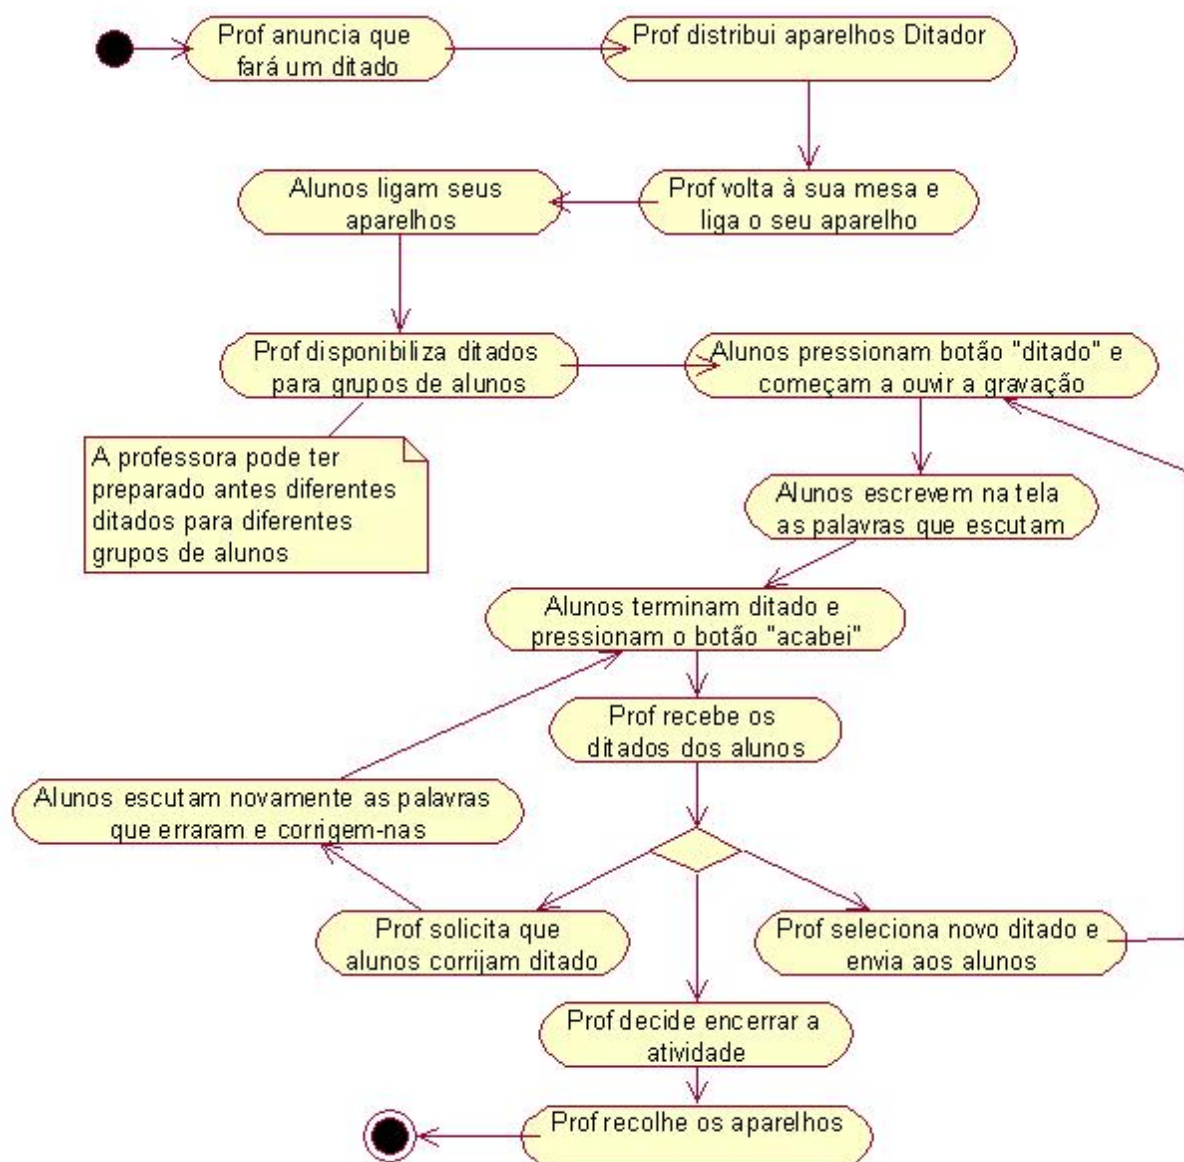 Prof anuncia que
fará um ditado
Prof distribui aparelhos Ditador
Alunos ligam seus
aparelhos
Prof volta à sua mesa e
liga o seu aparelho
Prof disponibiliza ditados
para grupos de alunos
Alunos pressionam botão "ditado" e
começam a ouvir a gravação
A professora pode ter
preparado antes diferentes
ditados para diferentes
grupos de alunos
Alunos escrevem na tela
as palavras que escutam
Alunos terminam ditado e
pressionam o botão "acabei"
Prof recebe os
ditados dos alunos
Alunos escutam novamente as palavras
que erraram e corrigem-nas
Prof solicita que
alunos corrijam ditado
Prof seleciona novo ditado e
envia aos alunos
Prof decide encerrar a
atividade
Prof recolhe os aparelhos